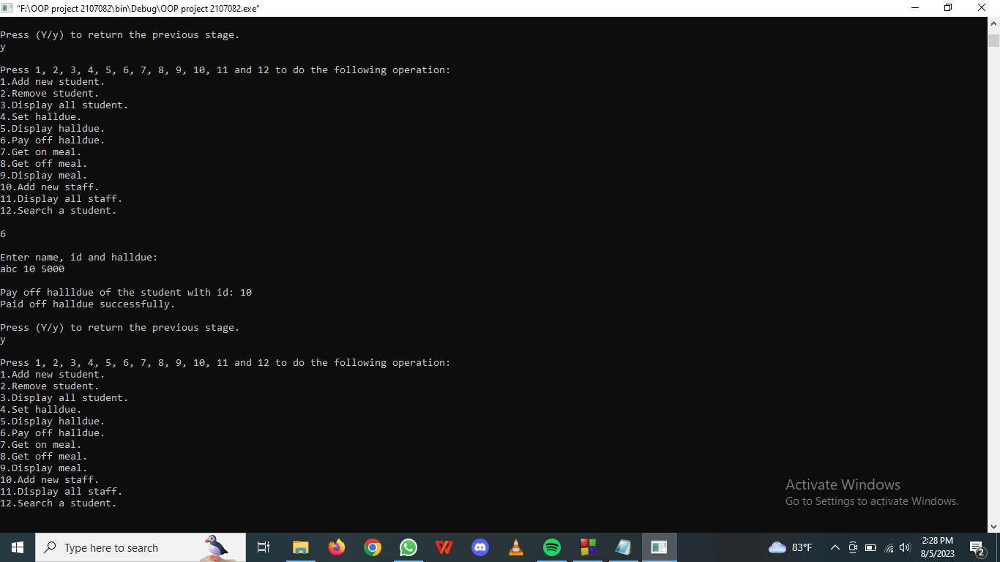 "F:\OOP project 2107082\bin\Debug\OOP project 2107082.exe"
Press (Y/y) to return the previous stage.
y
Press 1, 2, 3, 4, 5, 6, 7, 8, 9, 10, 11 and 12 to do the following operation:
1.Add new student.
2.Remove student.
3.Display all student.
4.Set halldue.
5.Display halldue.
6.Pay off halldue.
7.Get on meal.
8.Get off meal.
9.Display meal.
10.Add new staff.
11.Display all staff.
12.Search a student.
6
Enter name, id and halldue:
abc 10 5000
Pay off hallldue of the student with id: 10
Paid off halldue successfully.
Press (Y/y) to return the previous stage.
y
Press 1, 2, 3, 4, 5, 6, 7, 8, 9, 10, 11 and 12 to do the following operation:
1.Add new student.
2.Remove student.
3.Display all student.
4.Set halldue.
5.Display halldue.
6.Pay off halldue.
7.Get on meal.
8.Get off meal.
9.Display meal.
10.Add new staff.
11.Display all staff.
12.Search a student.
Activate Windows
Go to Settings to activate Windows.
Type here to search
83°F
2:28 PM
8/5/2023
2